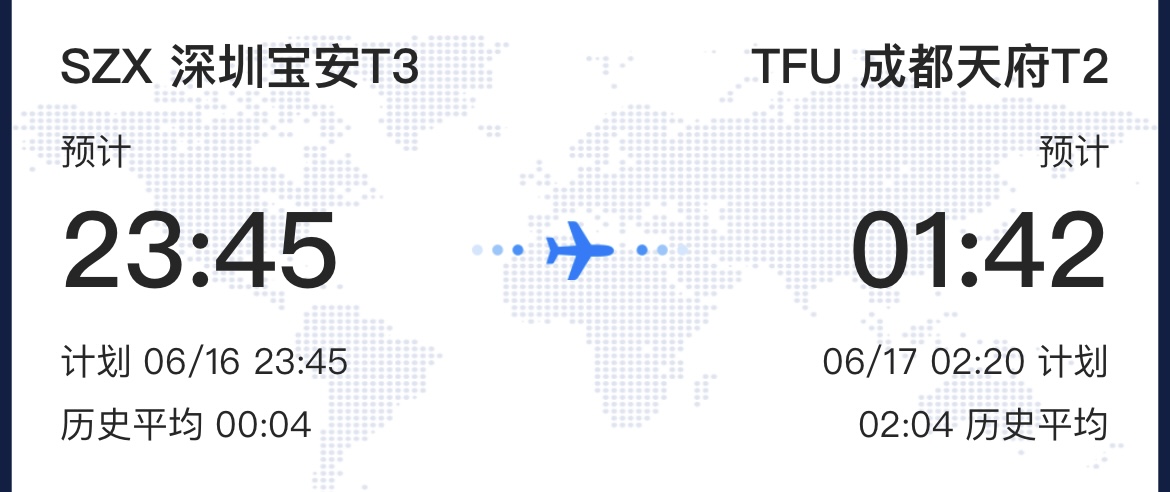 SZX 深圳宝安T3
TFU 成都天府T2
预计
预计
23:45
01:42
计划 06/16 23:45
06/17 02:20 计划
历史平均 00:04
02:04 历史平均